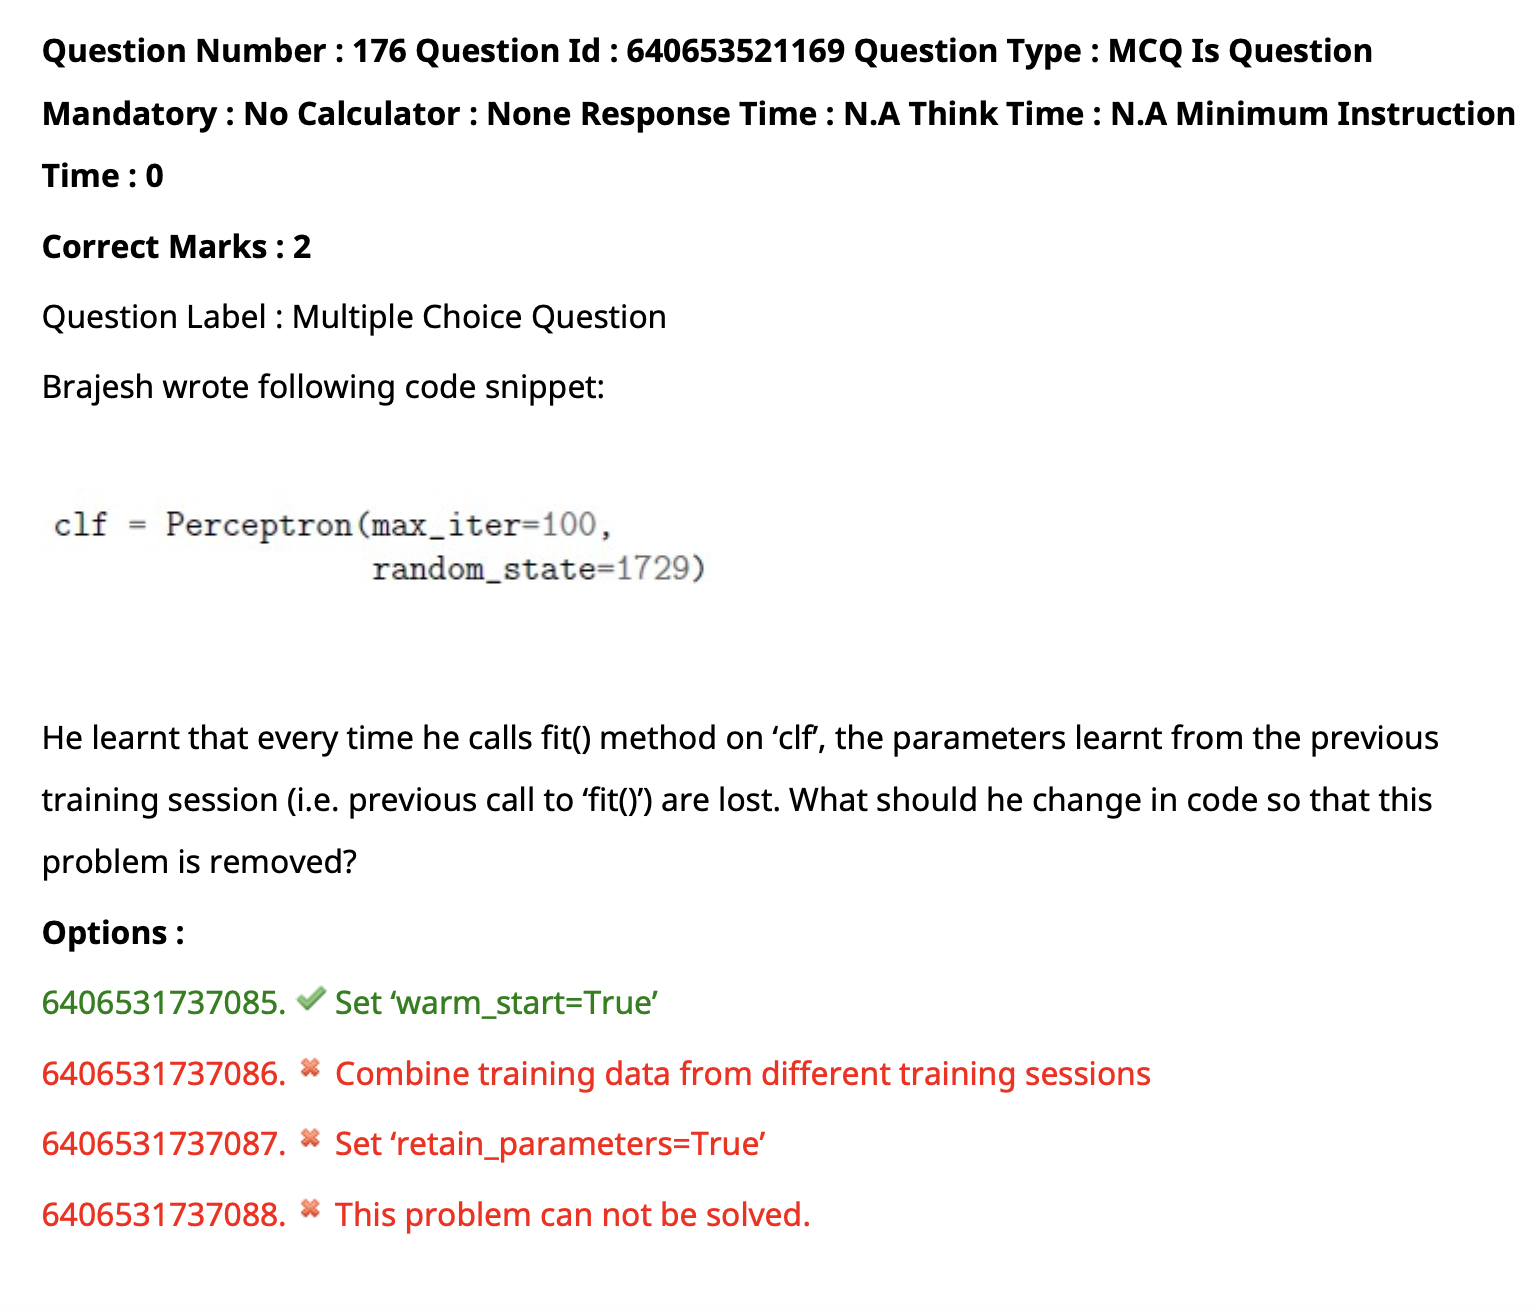 Question Number : 176 Question Id : 640653521169 Question Type : MCQ Is Question
Mandatory : No Calculator : None Response Time : N.A Think Time : N.A Minimum Instruction
Time : 0
Correct Marks : 2
Question Label : Multiple Choice Question
Brajesh wrote following code snippet:
clf = Perceptron(max_iter=100,
random_state=1729)
He learnt that every time he calls fit() method on ‘clf’, the parameters learnt from the previous
training session (i.e. previous call to ‘fit()’) are lost. What should he change in code so that this
problem is removed?
Options :
6406531737085. ✔ Set ‘warm_start=True’
6406531737086. ✖ Combine training data from different training sessions
6406531737087. ✖ Set ‘retain_parameters=True’
6406531737088. ✖ This problem can not be solved.